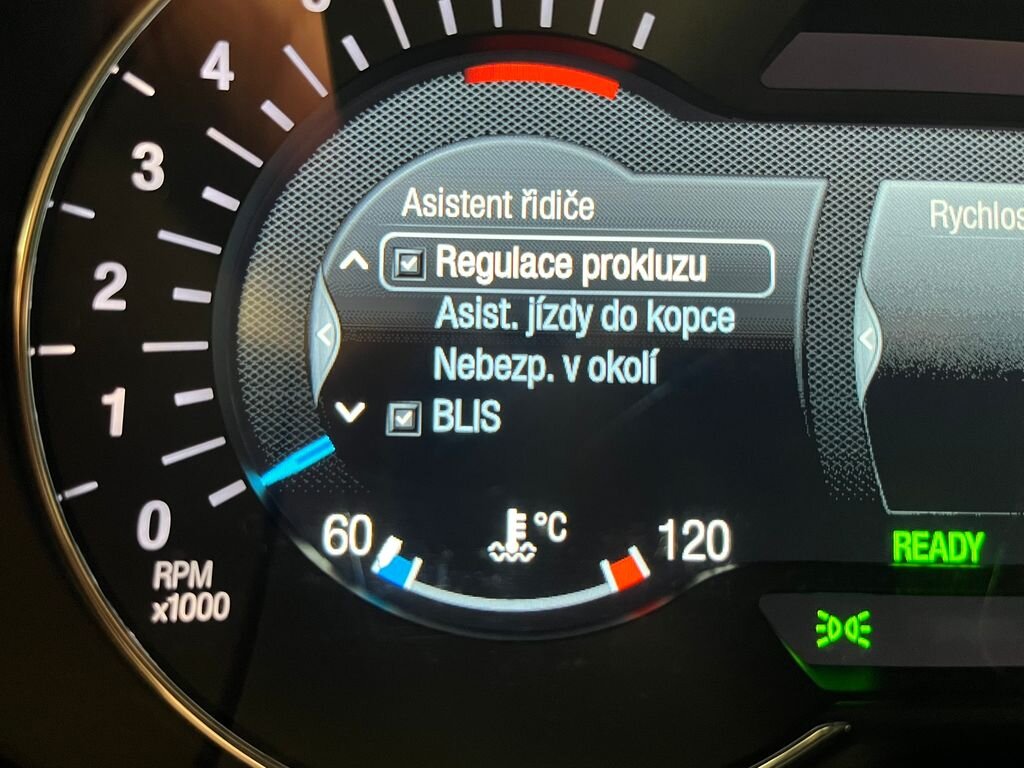 4
3
2
1
0
RPM
x1000
Asistent řidiče
Regulace prokluzu
Asist. jízdy do kopce
Nebezp. v okolí
BLIS
60
°C
120
Rychlos
READY